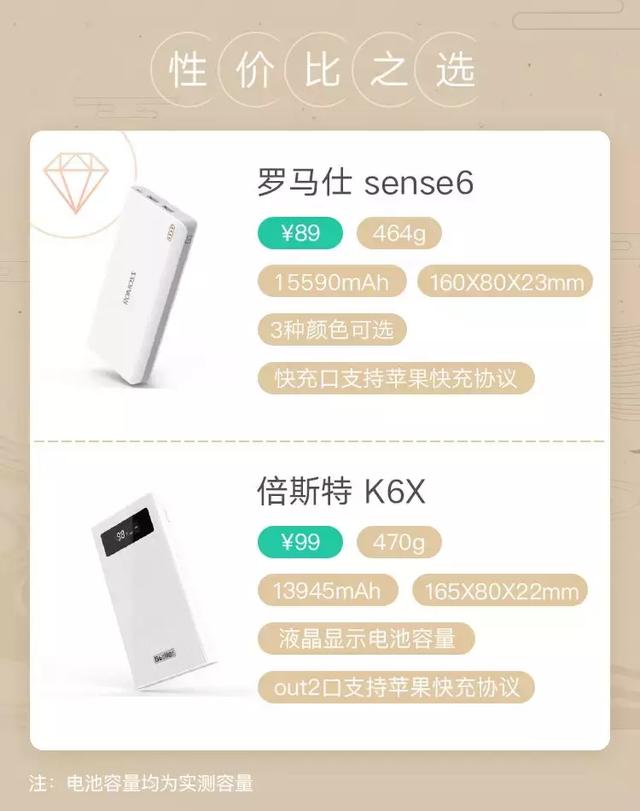 性价比之选
罗马仕 sense6
¥89 464g
15590mAh 160X80X23mm
3种颜色可选
快充口支持苹果快充协议
ROMOSS
倍斯特 K6X
¥99 470g
13945mAh 165X80X22mm
液晶显示电池容量
out2口支持苹果快充协议
98
注：电池容量均为实测容量